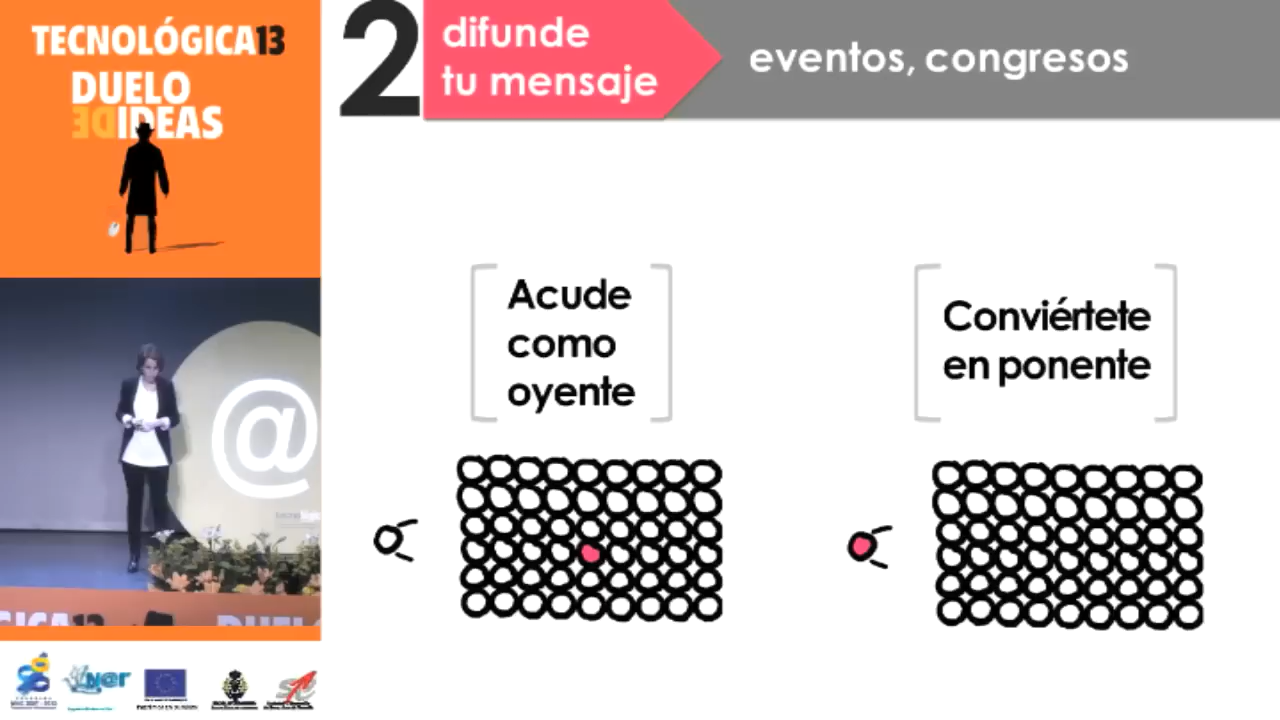 TECNOLÓGICA13
DUELO
DE IDEAS
2
difunde
tu mensaje
eventos, congresos
Acude
como
oyente
Conviértete
en ponente
@